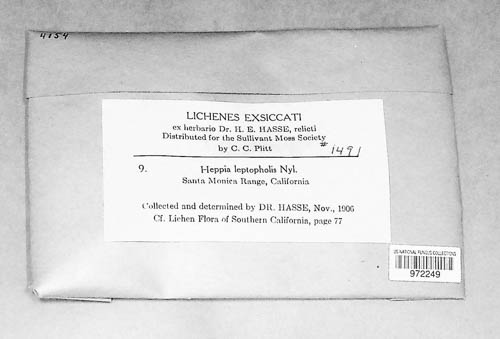 4154
LICHENES EXSICCATI
ex herbario Dr. H. E. HASSE, relicti
Distributed for the Sullivant Moss Society
by C. C. Plitt # 1491
9. Heppia leptopholis Nyl.
Santa Monica Range, California
Collected and determined by DR. HASSE, Nov., 1906
Cf. Lichen Flora of Southern California, page 77
US NATIONAL FUNGUS COLLECTIONS
972249